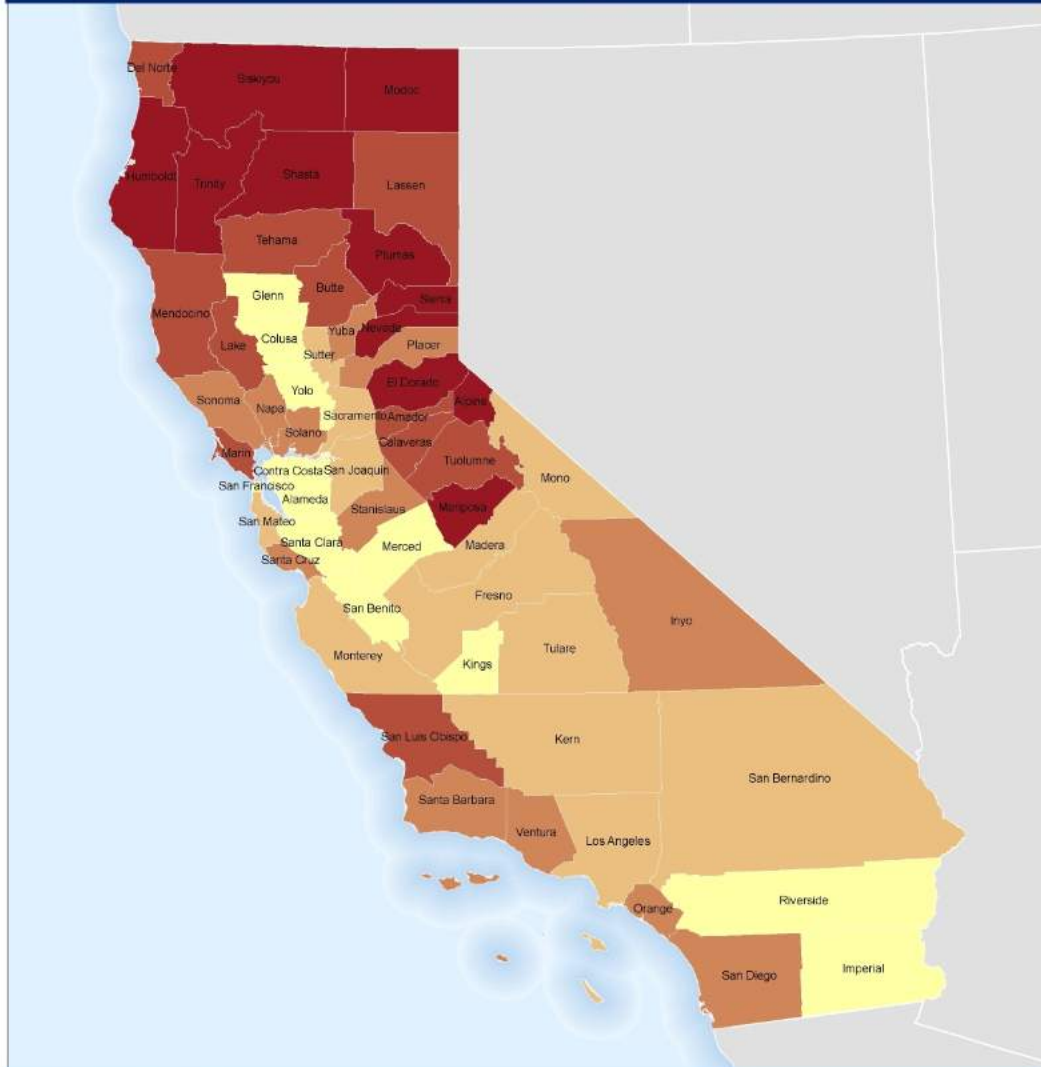 Del Norte
Siskiyou
Modoc
Humboldt
Trinity
Shasta
Lassen
Tehama
Plumas
Butte
Glenn
Sierra
Mendocino
Nevada
Yuba
Colusa
Placer
Lake
Sutter
El Dorado
Yolo
Alpine
Sonoma
Napa
Sacramento
Amador
Solano
Calaveras
Marin
Tuolumne
Contra Costa
San Joaquin
San Francisco
Mono
Alameda
Stanislaus
Mariposa
San Mateo
Santa Clara
Merced
Madera
Santa Cruz
Fresno
San Benito
Inyo
Tulare
Monterey
Kings
San Luis Obispo
Kern
San Bernardino
Santa Barbara
Ventura
Los Angeles
Riverside
Orange
Imperial
San Diego